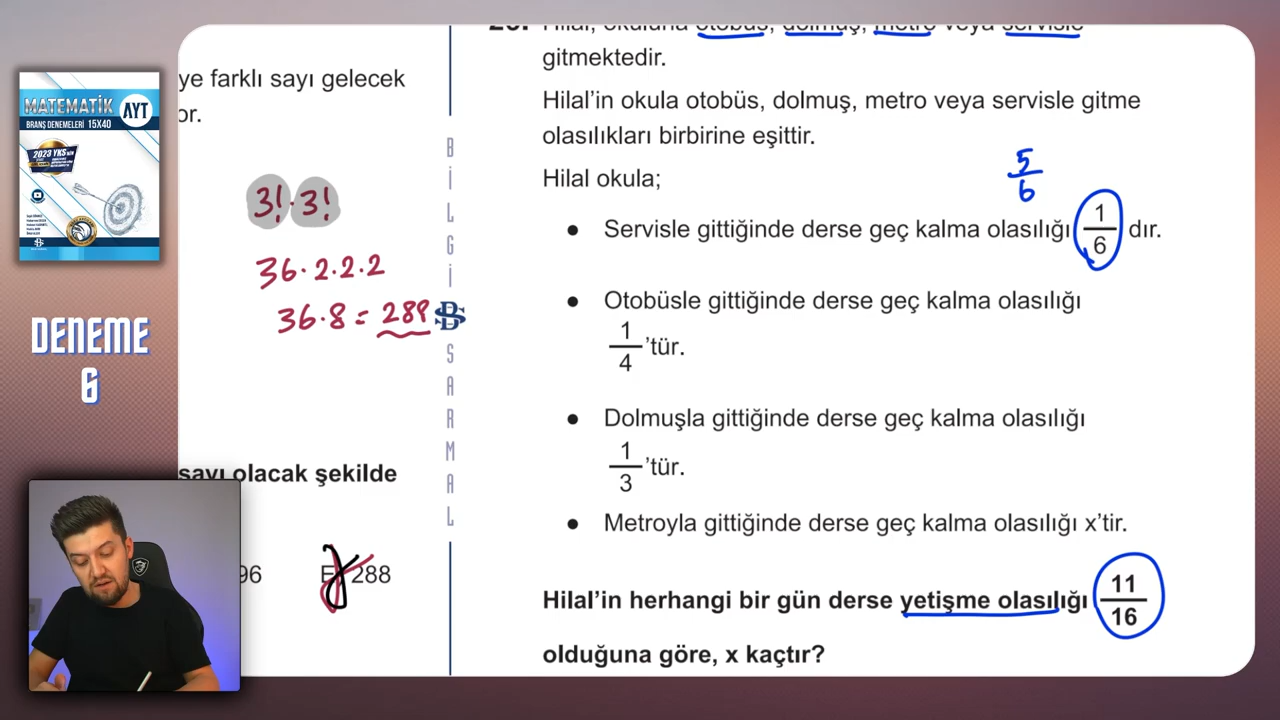 MATEMATİK
AYT
BRANŞ DENEMELERİ 15X40
2023 YKS'NİN
DENEME
6
ye farklı sayı gelecek
or.
3! · 3!
36 · 2 · 2 · 2
36 · 8 = 288
sayı olacak şekilde
96
E) 288
BİLGİ
SARMAL
Hilal, okuluna otobüs, dolmuş, metro veya servisle
gitmektedir.
Hilal'in okula otobüs, dolmuş, metro veya servisle gitme
olasılıkları birbirine eşittir.
Hilal okula;
5/6
• Servisle gittiğinde derse geç kalma olasılığı 1/6 dır.
• Otobüsle gittiğinde derse geç kalma olasılığı
1/4 'tür.
• Dolmuşla gittiğinde derse geç kalma olasılığı
1/3 'tür.
• Metroyla gittiğinde derse geç kalma olasılığı x'tir.
Hilal'in herhangi bir gün derse yetişme olasılığı 11/16
olduğuna göre, x kaçtır?